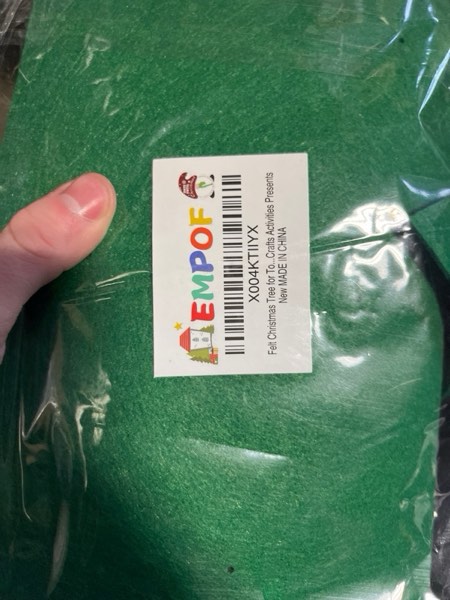 EMPOF
X004KTIIYX
Felt Christmas Tree for To...Crafts Activities Presents
New MADE IN CHINA